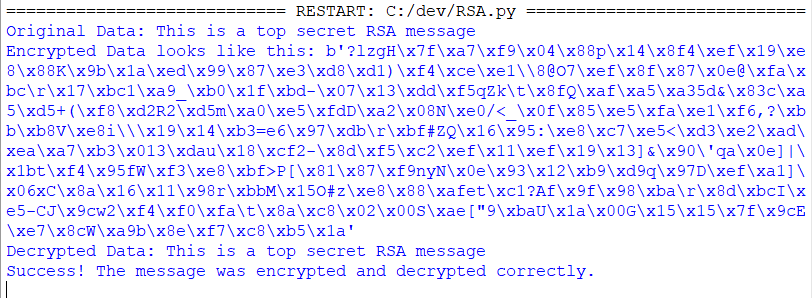 ============================ RESTART: C:/dev/RSA.py ============================
Original Data: This is a top secret RSA message
Encrypted Data looks like this: b'?lzgH\x7f\xa7\xf9\x04\x88p\x14\x8f4\xef\x19\xe
8\x88K\x9b\x1a\xed\x99\x87\xe3\xd8\xd1)\xf4\xce\xe1\\8@O7\xef\x8f\x87\x0e@\xfa\x
bc\r\x17\xbc1\xa9_\xb0\x1f\xbd-\x07\x13\xdd\xf5qZk\t\x8fQ\xaf\xa5\xa35d&\x83c\xa
5\xd5+(\xf8\xd2R2\xd5m\xa0\xe5\xfdD\xa2\x08N\xe0/<_\x0f\x85\xe5\xfa\xe1\xf6,?\xb
b\xb8V\xe8i\\\x19\x14\xb3=e6\x97\xdb\r\xbf#ZQ\x16\x95:\xe8\xc7\xe5<\xd3\xe2\xad\
xea\xa7\xb3\x013\xdau\x18\xcf2-\x8d\xf5\xc2\xef\x11\xef\x19\x13]&\x90\'qa\x0e]|\
x1bt\xf4\x95fW\xf3\xe8\xbf>P[\x81\x87\xf9nyN\x0e\x93\x12\xb9\xd9q\x97D\xef\xa1]\
x06xC\x8a\x16\x11\x98r\xbbM\x15O#z\xe8\x88\xafet\xc1?Af\x9f\x98\xba\r\x8d\xbcI\x
e5-CJ\x9cw2\xf4\xf0\xfa\t\x8a\xc8\x02\x00S\xae["9\xbaU\x1a\x00G\x15\x15\x7f\x9cE
\xe7\x8cW\xa9b\x8e\xf7\xc8\xb5\x1a'
Decrypted Data: This is a top secret RSA message
Success! The message was encrypted and decrypted correctly.